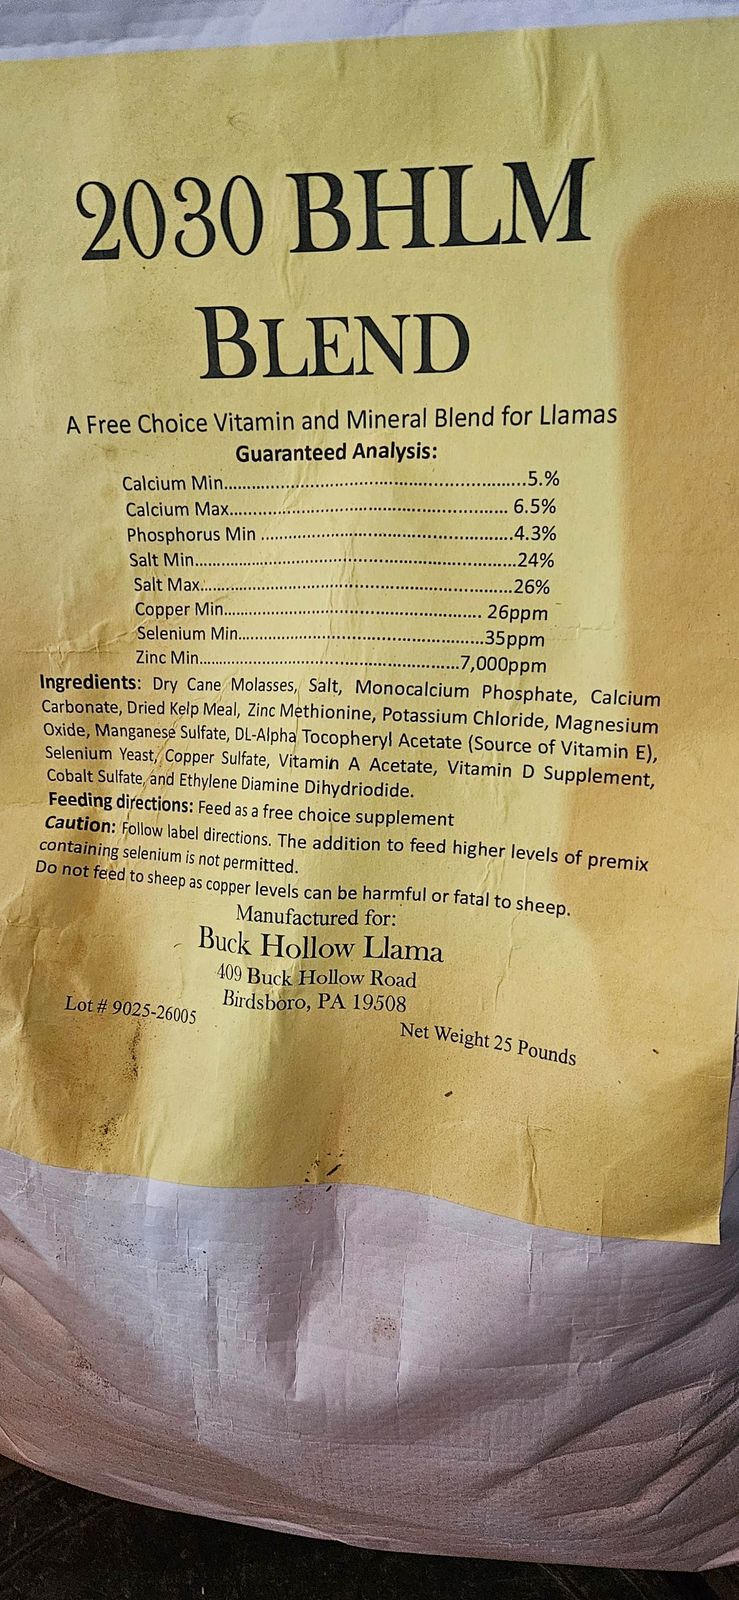 2030 BHLM
BLEND
A Free Choice Vitamin and Mineral Blend for Llamas
Guaranteed Analysis:
Calcium Min..............................................................5.%
Calcium Max............................................................ 6.5%
Phosphorus Min .......................................................4.3%
Salt Min....................................................................24%
Salt Max...................................................................26%
Copper Min....................................................... 26ppm
Selenium Min.....................................................35ppm
Zinc Min........................................................7,000ppm
Ingredients: Dry Cane Molasses, Salt, Monocalcium Phosphate, Calcium
Carbonate, Dried Kelp Meal, Zinc Methionine, Potassium Chloride, Magnesium
Oxide, Manganese Sulfate, DL-Alpha Tocopheryl Acetate (Source of Vitamin E),
Selenium Yeast, Copper Sulfate, Vitamin A Acetate, Vitamin D Supplement,
Cobalt Sulfate, and Ethylene Diamine Dihydriodide.
Feeding directions: Feed as a free choice supplement
Caution: Follow label directions. The addition to feed higher levels of premix
containing selenium is not permitted.
Do not feed to sheep as copper levels can be harmful or fatal to sheep.
Manufactured for:
Buck Hollow Llama
409 Buck Hollow Road
Birdsboro, PA 19508
Lot # 9025-26005
Net Weight 25 Pounds